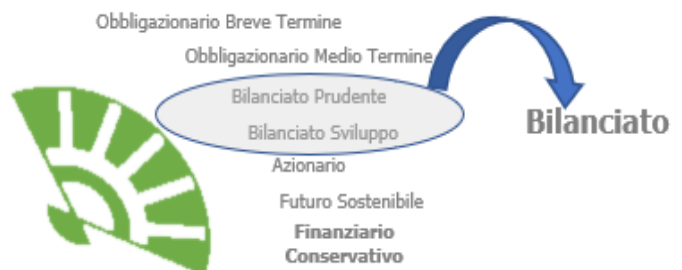 Obbligazionario Breve Termine
Obbligazionario Medio Termine
Bilanciato Prudente
Bilanciato Sviluppo
Bilanciato
Azionario
Futuro Sostenibile
Finanziario
Conservativo